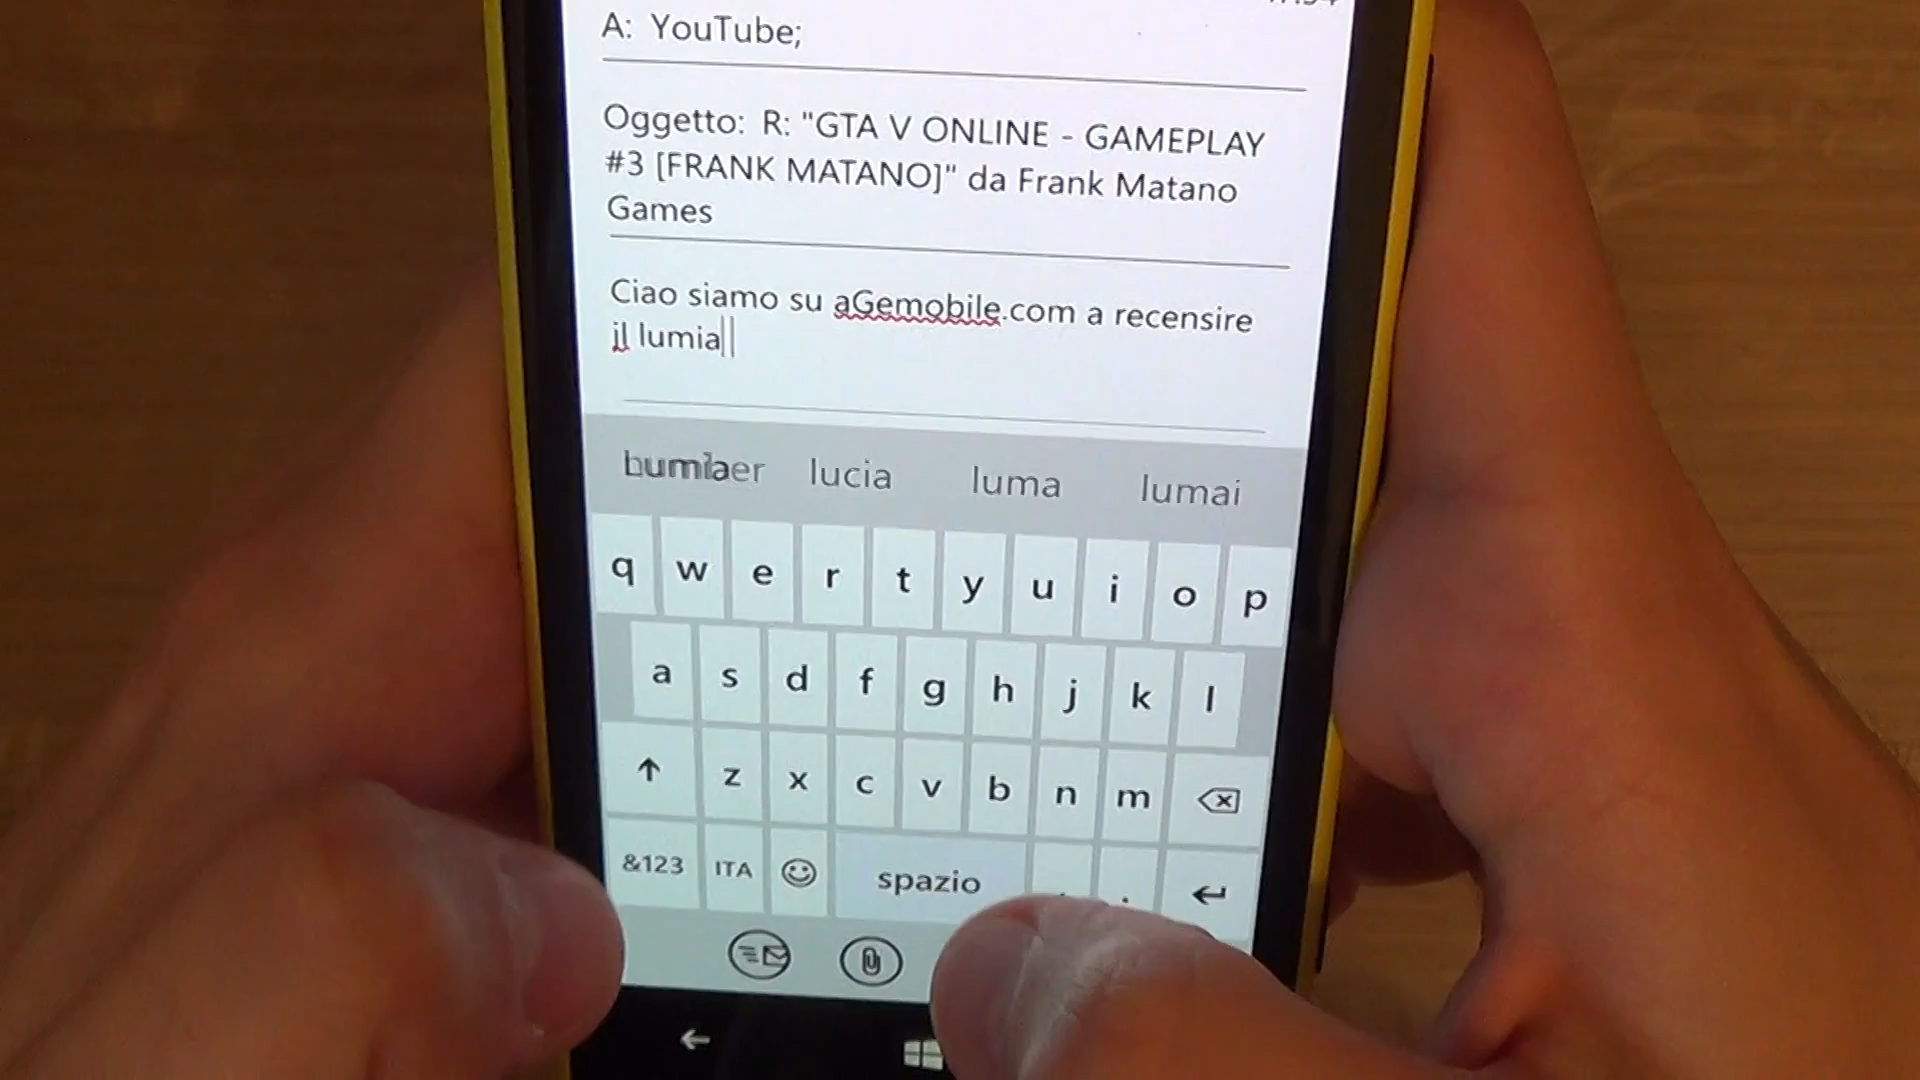 A: YouTube;
Oggetto: R: "GTA V ONLINE - GAMEPLAY
#3 [FRANK MATANO]" da Frank Matano
Games
Ciao siamo su aGemobile.com a recensire
il lumia
lucia luma lumai
q w e r t y u i o p
a s d f g h j k l
z x c v b n m
&123 ITA spazio .